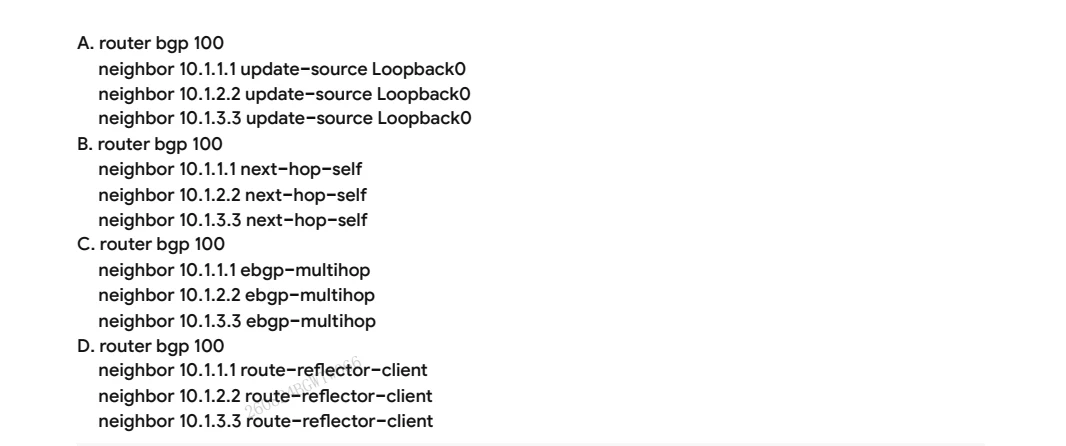 A. router bgp 100
neighbor 10.1.1.1 update-source Loopback0
neighbor 10.1.2.2 update-source Loopback0
neighbor 10.1.3.3 update-source Loopback0
B. router bgp 100
neighbor 10.1.1.1 next-hop-self
neighbor 10.1.2.2 next-hop-self
neighbor 10.1.3.3 next-hop-self
C. router bgp 100
neighbor 10.1.1.1 ebgp-multihop
neighbor 10.1.2.2 ebgp-multihop
neighbor 10.1.3.3 ebgp-multihop
D. router bgp 100
neighbor 10.1.1.1 route-reflector-client
neighbor 10.1.2.2 route-reflector-client
neighbor 10.1.3.3 route-reflector-client